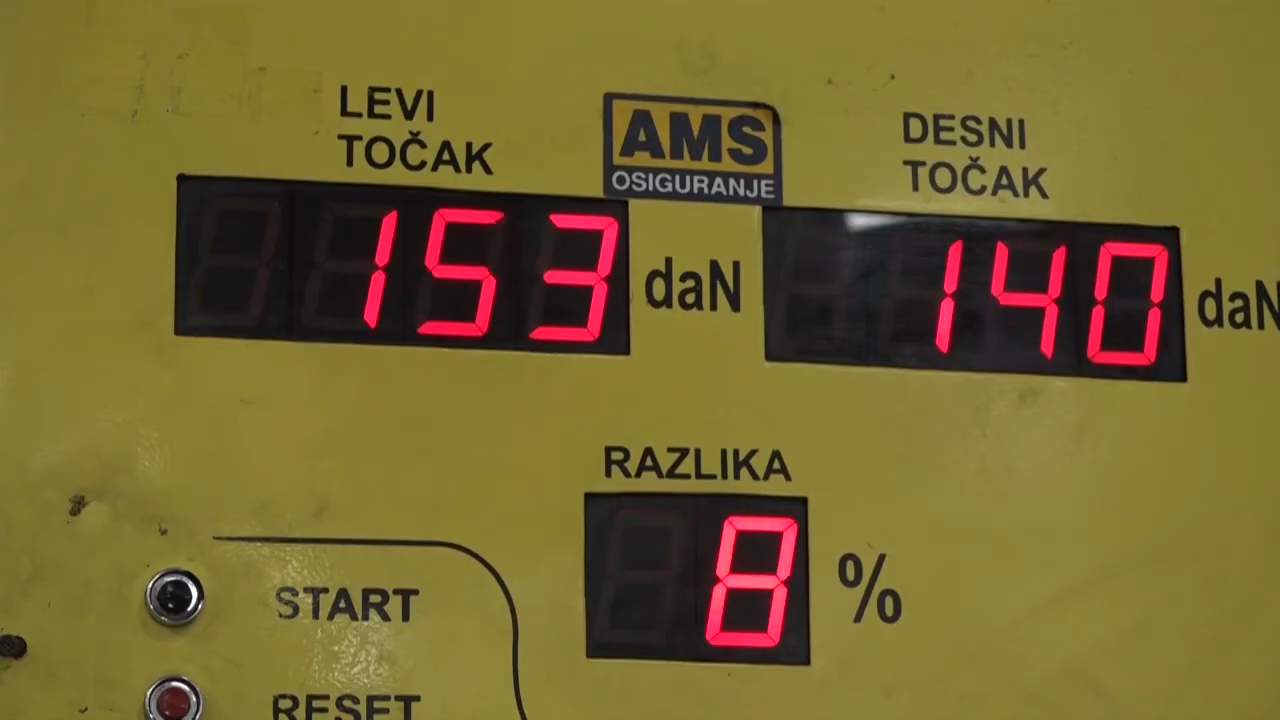 LEVI
TOČAK
AMS
OSIGURANJE
DESNI
TOČAK
153 daN
140 daN
RAZLIKA
8 %
START
RESET